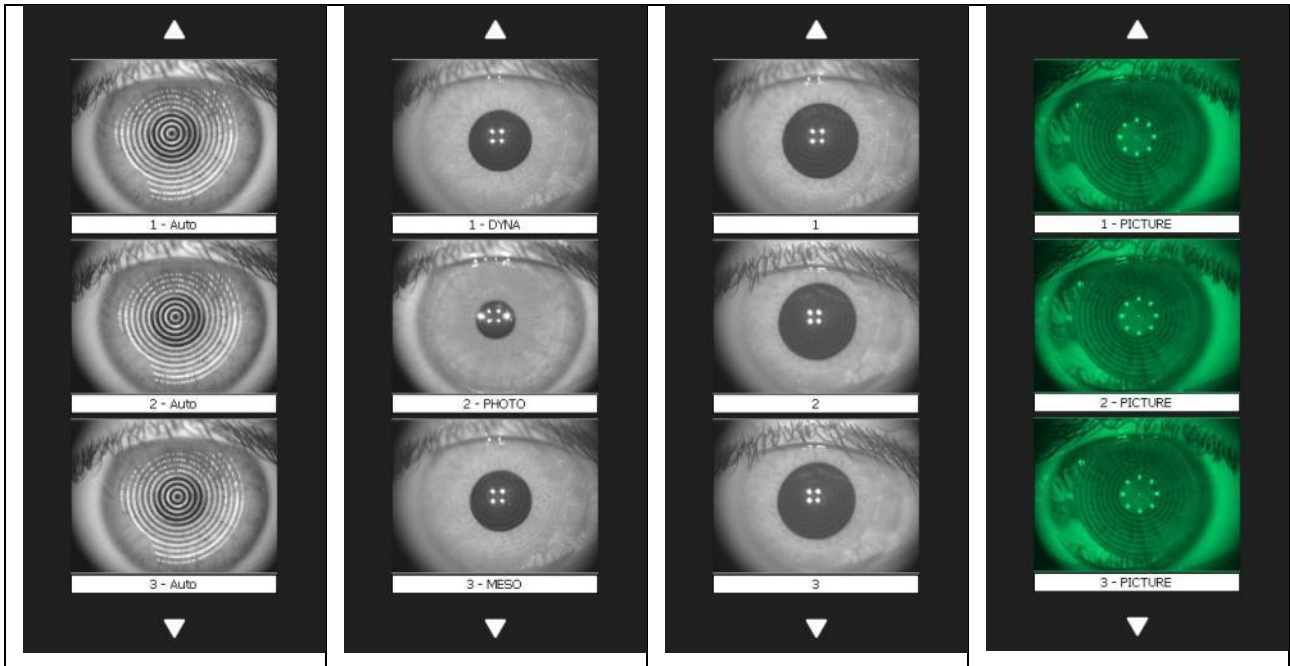 1 - Auto
2 - Auto
3 - Auto
1 - DYNA
2 - PHOTO
3 - MESO
1
2
3
1 - PICTURE
2 - PICTURE
3 - PICTURE